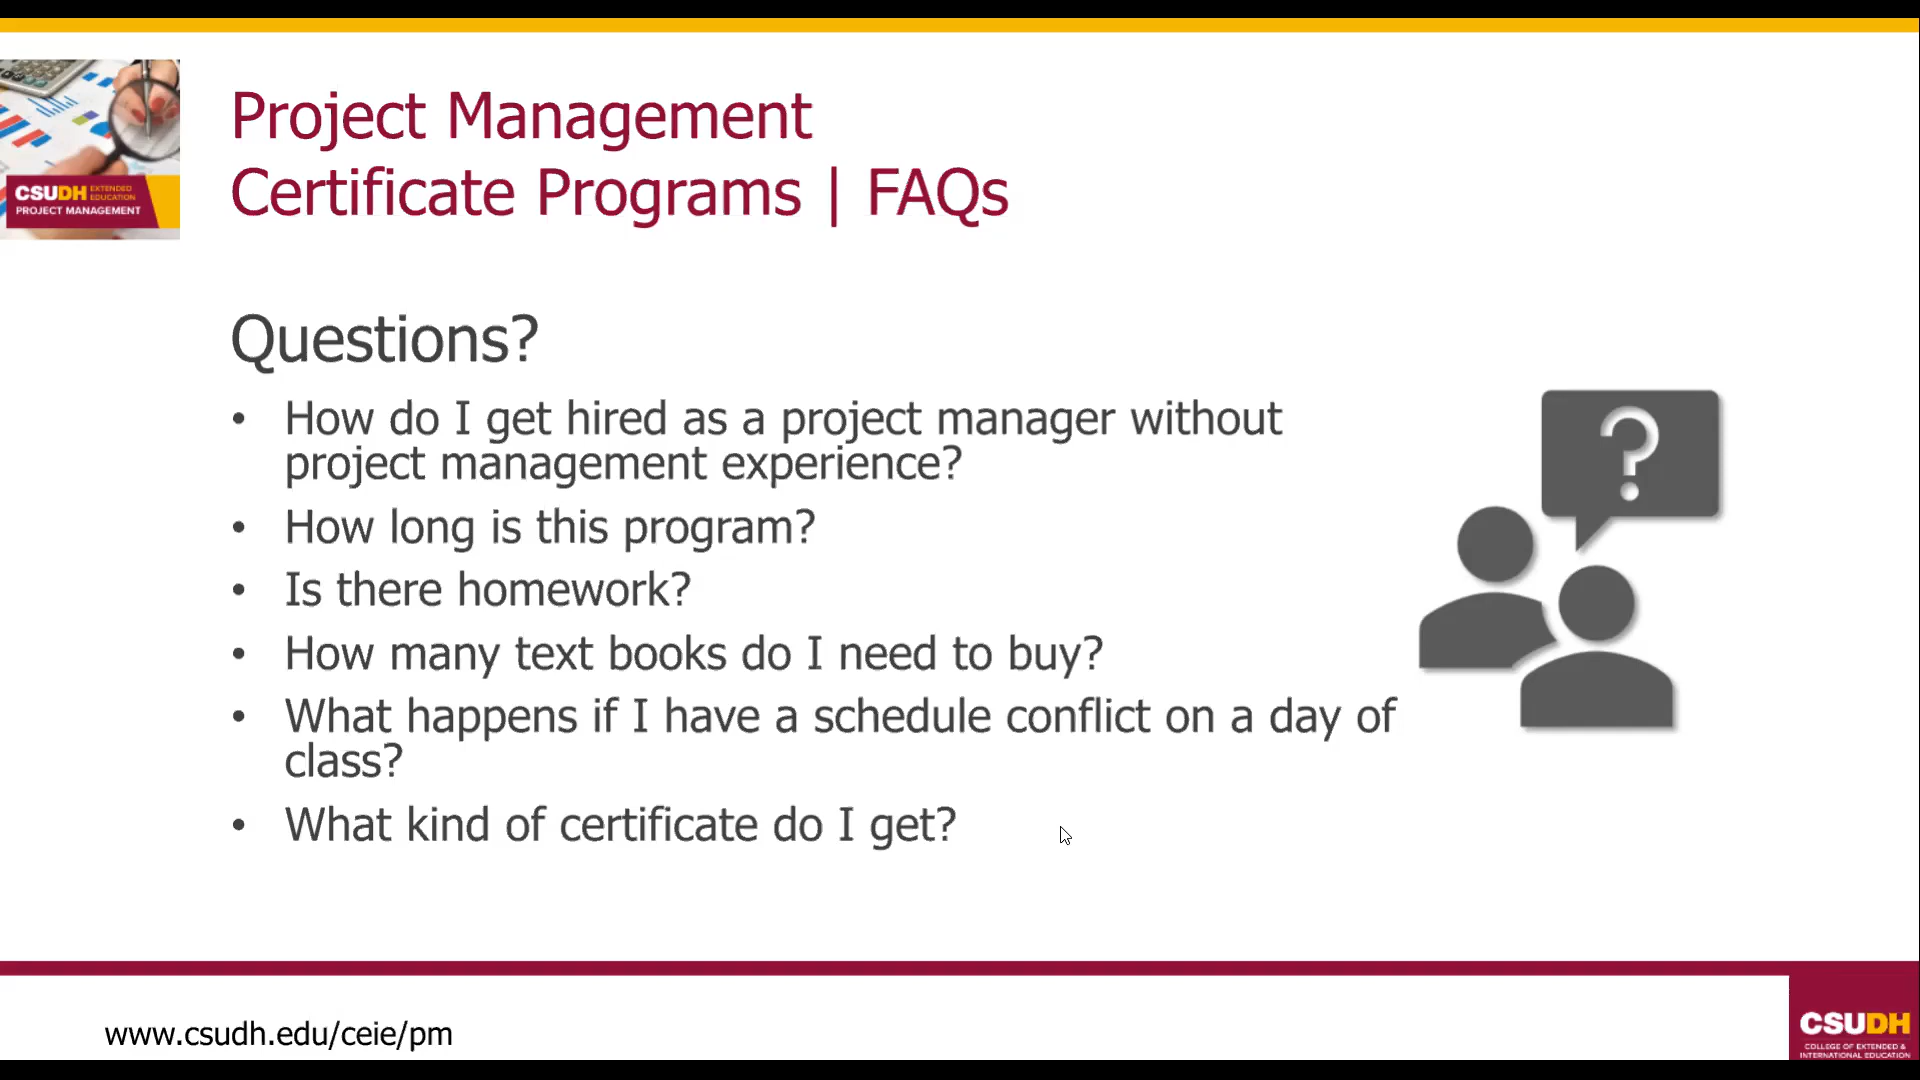 CSUDH EXTENDED EDUCATION
PROJECT MANAGEMENT
Project Management
Certificate Programs | FAQs
Questions?
• How do I get hired as a project manager without
project management experience?
• How long is this program?
• Is there homework?
• How many text books do I need to buy?
• What happens if I have a schedule conflict on a day of
class?
• What kind of certificate do I get?
?
www.csudh.edu/ceie/pm
CSUDH
COLLEGE OF EXTENDED &
INTERNATIONAL EDUCATION